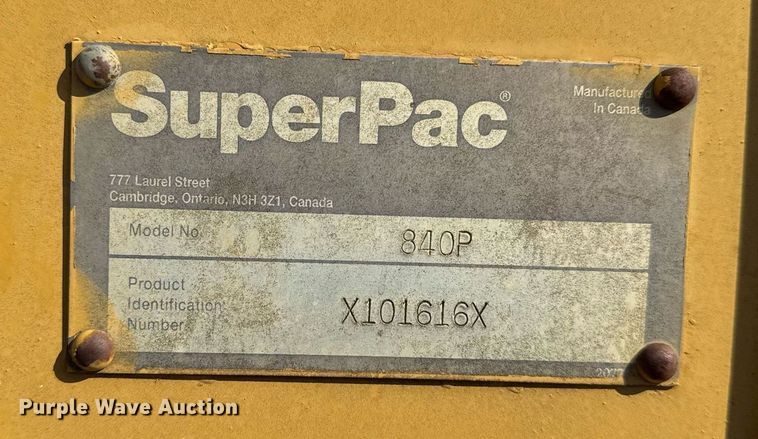 SuperPac®
Manufactured
In Canada
777 Laurel Street
Cambridge, Ontario, N3H 3Z1, Canada
Model No.
840P
Product
Identification
Number
X101616X
Purple Wave Auction